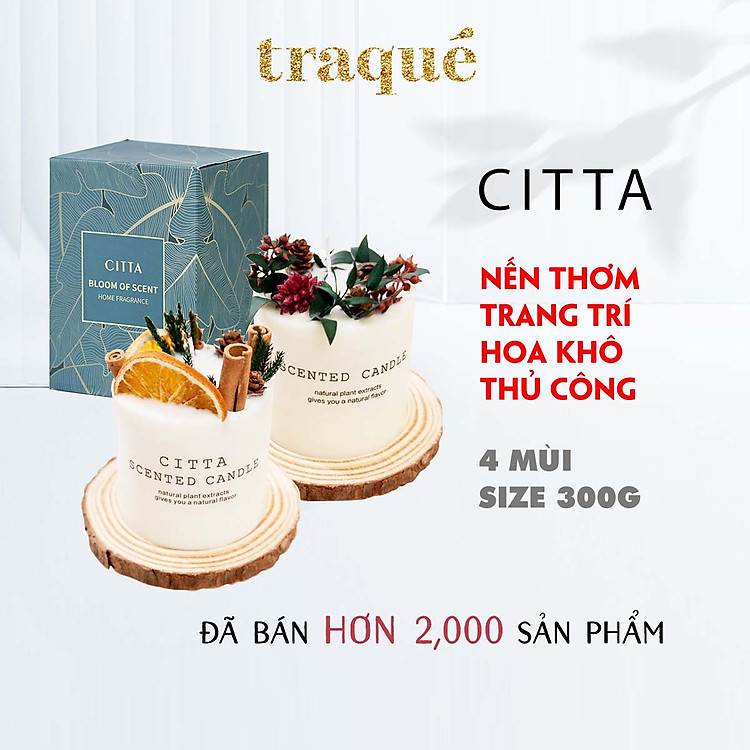 traqué
CITTA
NẾN THƠM
TRANG TRÍ
HOA KHÔ
THỦ CÔNG
4 MÙI
SIZE 300G
CITTA
BLOOM OF SCENT
HOME FRAGRANCE
SCENTED CANDLE
natural plant extracts
gives you a natural flavor
CITTA
SCENTED CANDLE
natural plant extracts
gives you a natural flavor
ĐÃ BÁN HƠN 2,000 SẢN PHẨM